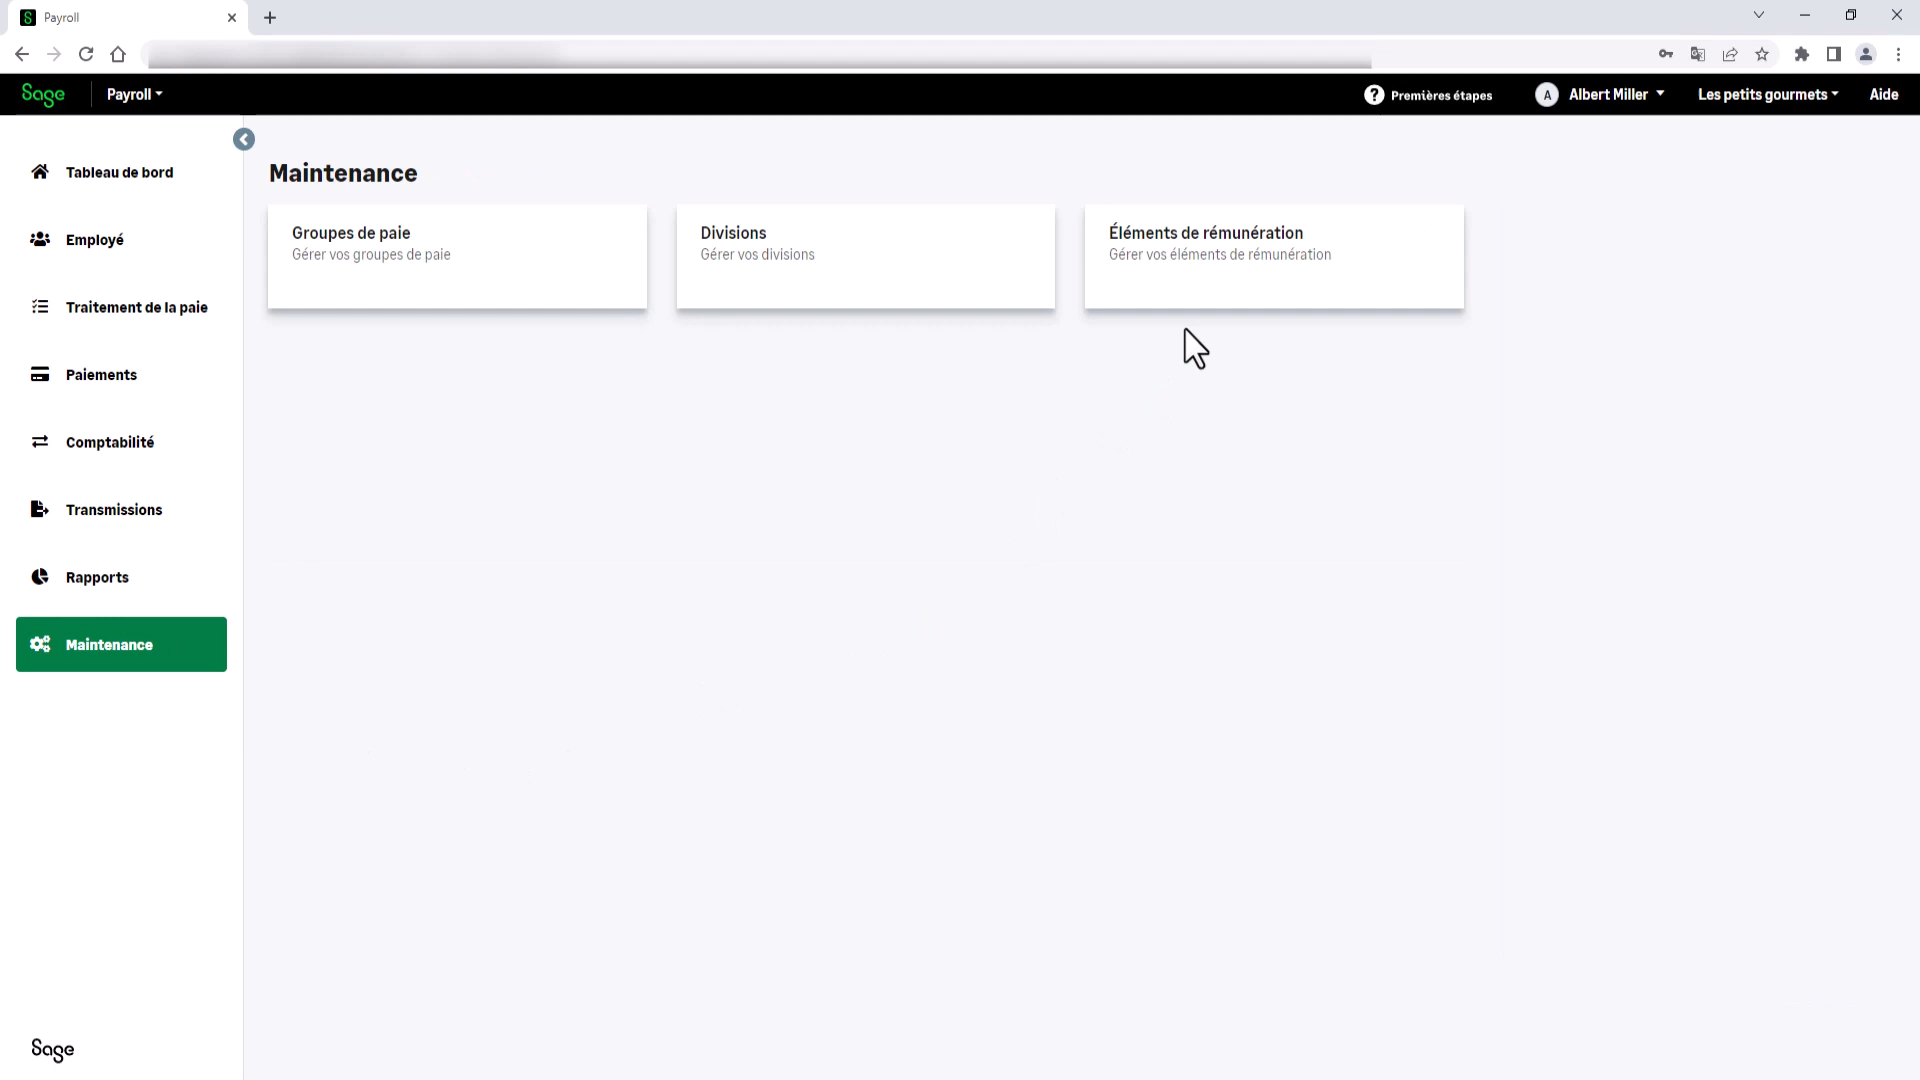 Payroll
Sage
Payroll
Premières étapes
A
Albert Miller
Les petits gourmets
Aide
Tableau de bord
Employé
Traitement de la paie
Paiements
Comptabilité
Transmissions
Rapports
Maintenance
Sage
Maintenance
Groupes de paie
Gérer vos groupes de paie
Divisions
Gérer vos divisions
Éléments de rémunération
Gérer vos éléments de rémunération